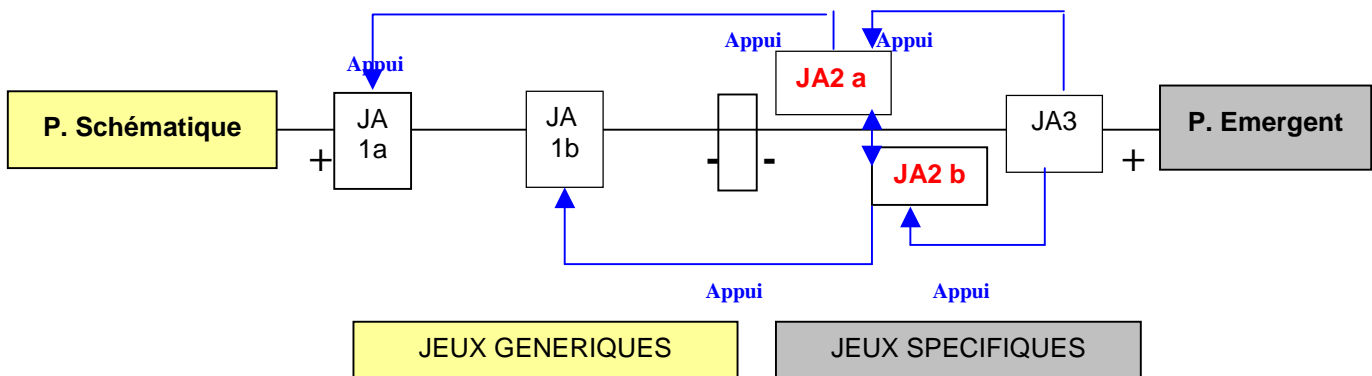 Appui
Appui
Appui
JA2 a
P. Schématique
JA
1a
JA
1b
JA3
P. Emergent
+
-
-
+
JA2 b
Appui
Appui
JEUX GENERIQUES
JEUX SPECIFIQUES